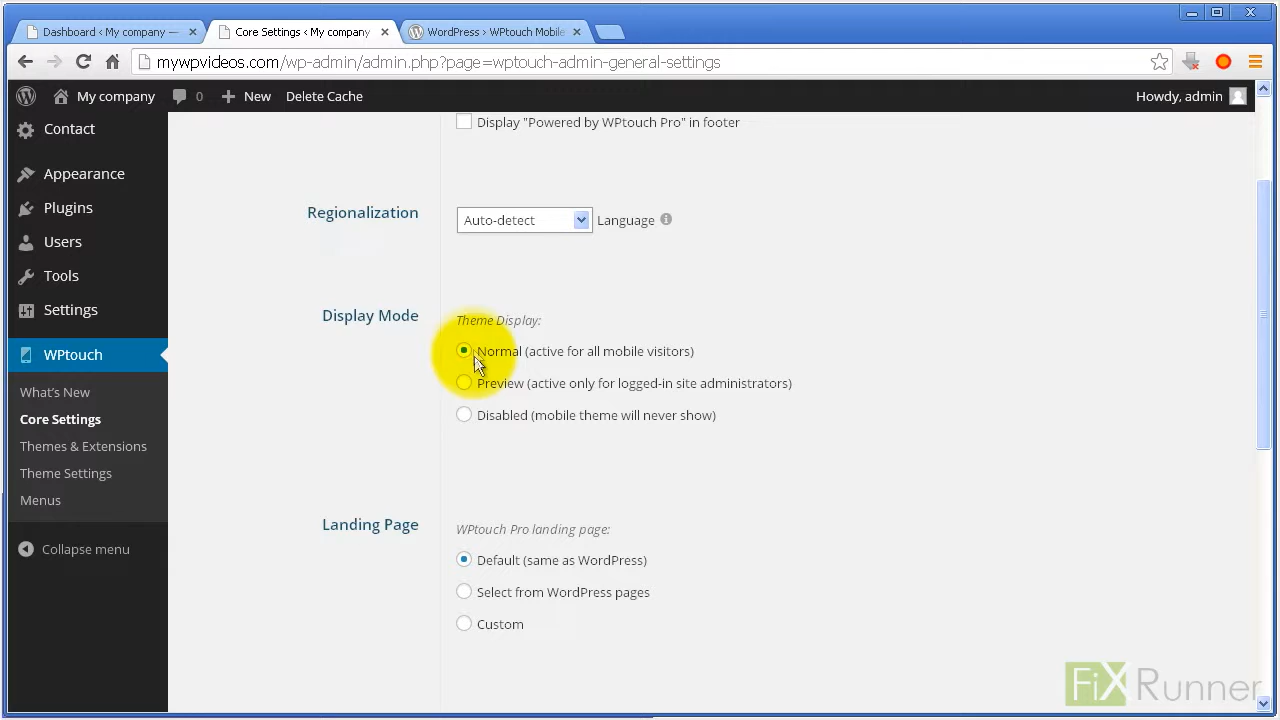 Dashboard ‹ My company —
Core Settings ‹ My company
WordPress › WPtouch Mobile
mywpvideos.com/wp-admin/admin.php?page=wptouch-admin-general-settings
My company
0
New
Delete Cache
Howdy, admin
Contact
Appearance
Plugins
Users
Tools
Settings
WPtouch
What's New
Core Settings
Themes & Extensions
Theme Settings
Menus
Collapse menu
Display "Powered by WPtouch Pro" in footer
Regionalization
Auto-detect
Language
Display Mode
Theme Display:
Normal (active for all mobile visitors)
Preview (active only for logged-in site administrators)
Disabled (mobile theme will never show)
Landing Page
WPtouch Pro landing page:
Default (same as WordPress)
Select from WordPress pages
Custom
FiX Runner